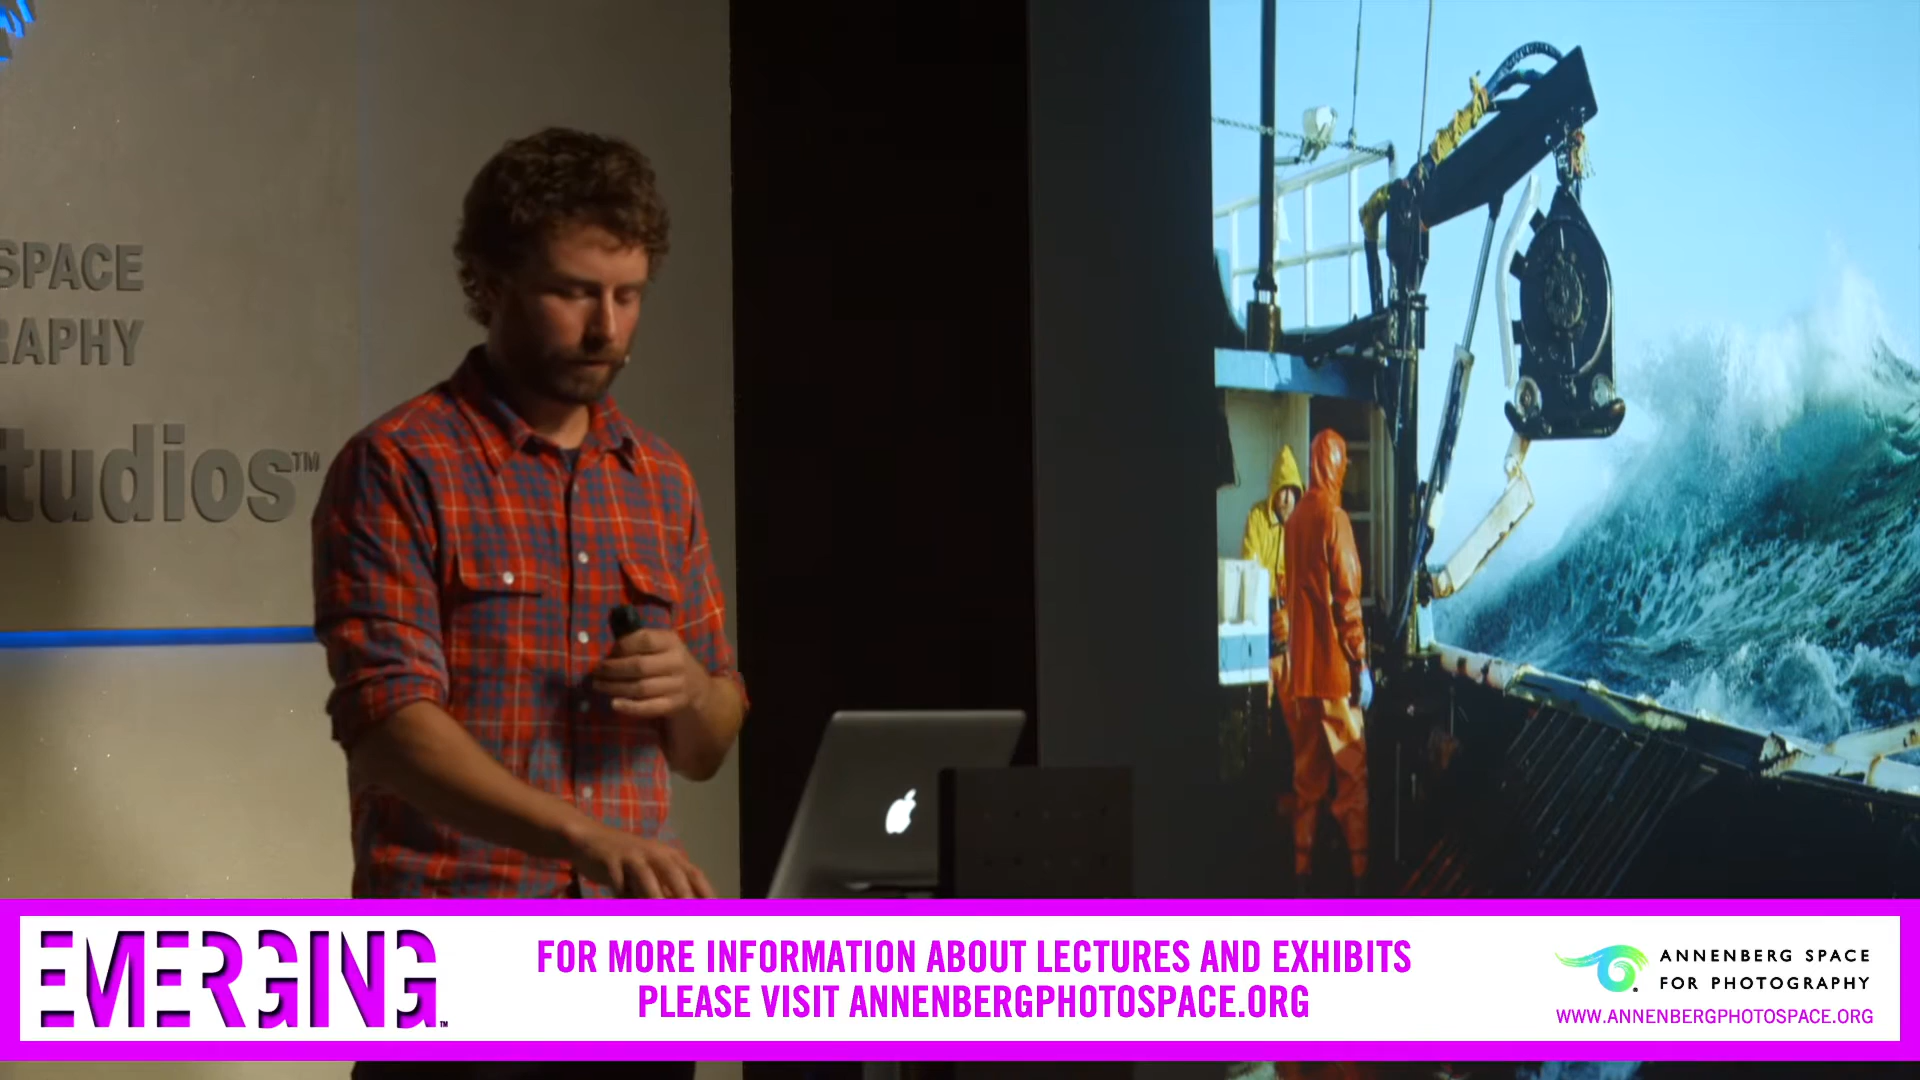 SPACE
RAPHY
tudios™
EMERGING™
FOR MORE INFORMATION ABOUT LECTURES AND EXHIBITS
PLEASE VISIT ANNENBERGPHOTOSPACE.ORG
ANNENBERG SPACE
FOR PHOTOGRAPHY
WWW.ANNENBERGPHOTOSPACE.ORG